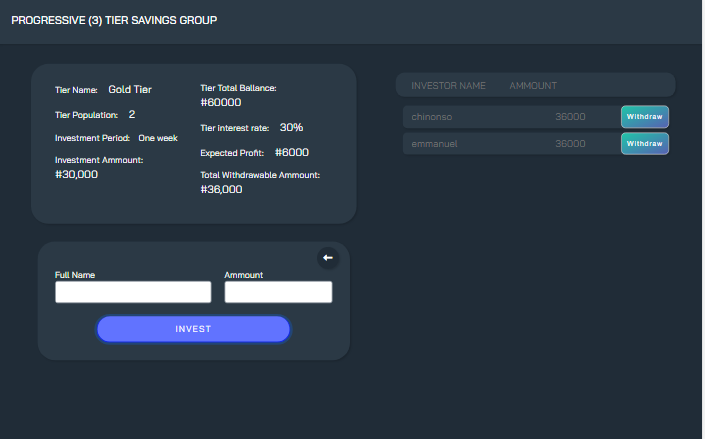 PROGRESSIVE (3) TIER SAVINGS GROUP
Tier Name: Gold Tier
Tier Population: 2
Investment Period: One week
Investment Ammount:
#30,000
Tier Total Ballance:
#60000
Tier interest rate: 30%
Expected Profit: #6000
Total Withdrawable Ammount:
#36,000
Full Name
Ammount
INVEST
INVESTOR NAME AMMOUNT
chinonso 36000 Withdraw
emmanuel 36000 Withdraw